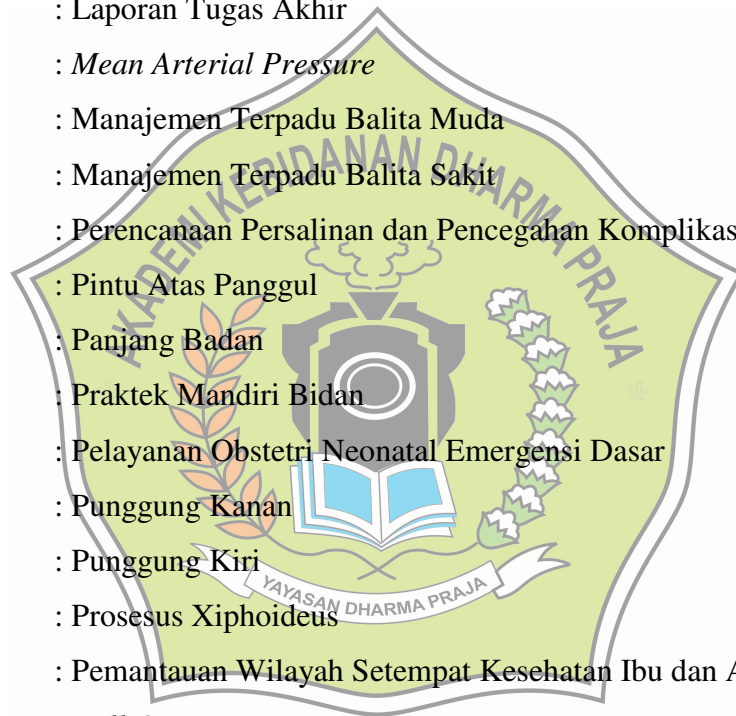 : Laporan Tugas Akhir
: Mean Arterial Pressure
: Manajemen Terpadu Balita Muda
: Manajemen Terpadu Balita Sakit
: Perencanaan Persalinan dan Pencegahan Komplikas
: Pintu Atas Panggul
: Panjang Badan
: Praktek Mandiri Bidan
: Pelayanan Obstetri Neonatal Emergensi Dasar
: Punggung Kanan
: Punggung Kiri
: Prosesus Xiphoideus
: Pemantauan Wilayah Setempat Kesehatan Ibu dan A
AKADEMI KEBIDANAN DHARMA PRAJA
YAYASAN DHARMA PRAJA